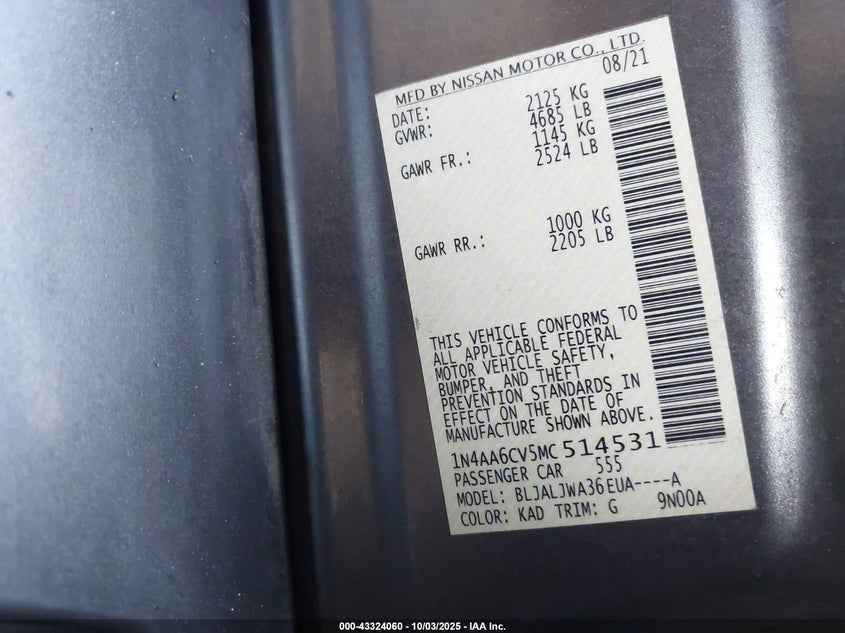 MFD BY NISSAN MOTOR CO., LTD.
DATE: 08/21
GVWR: 2125 KG
4685 LB
GAWR FR.: 1145 KG
2524 LB
GAWR RR.: 1000 KG
2205 LB
THIS VEHICLE CONFORMS TO
ALL APPLICABLE FEDERAL
MOTOR VEHICLE SAFETY,
BUMPER, AND THEFT
PREVENTION STANDARDS IN
EFFECT ON THE DATE OF
MANUFACTURE SHOWN ABOVE.
1N4AA6CV5MC514531
PASSENGER CAR 555
MODEL: BLJALJWA36EUA----A
COLOR: KAD TRIM: G 9N00A
000-43324060 - 10/03/2025 - IAA Inc.